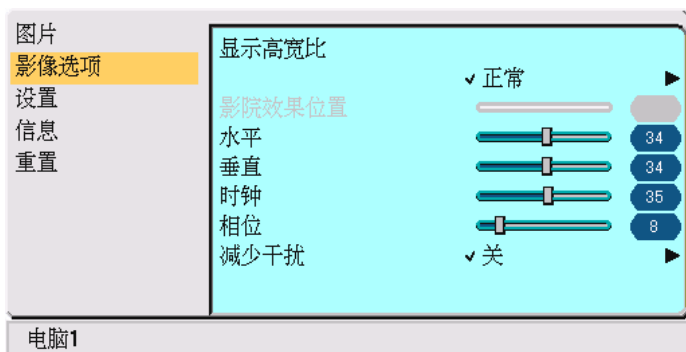 图片
影像选项
设置
信息
重置
显示高宽比
正常
影院效果位置
水平 34
垂直 34
时钟 35
相位 8
减少干扰 关
电脑1